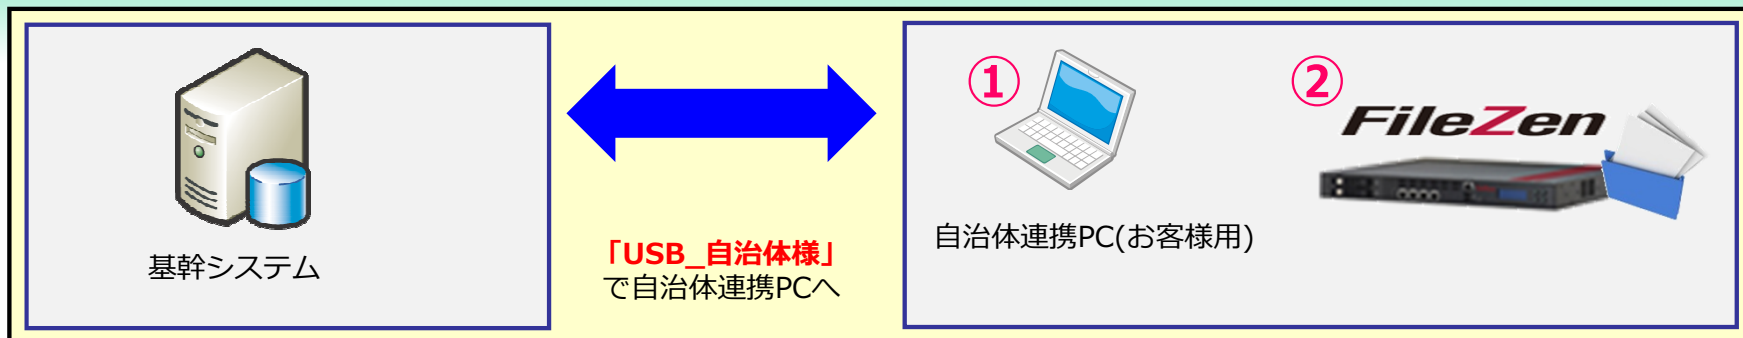 基幹システム
「USB_自治体様」
で自治体連携PCへ
①
自治体連携PC(お客様用)
②
FileZen